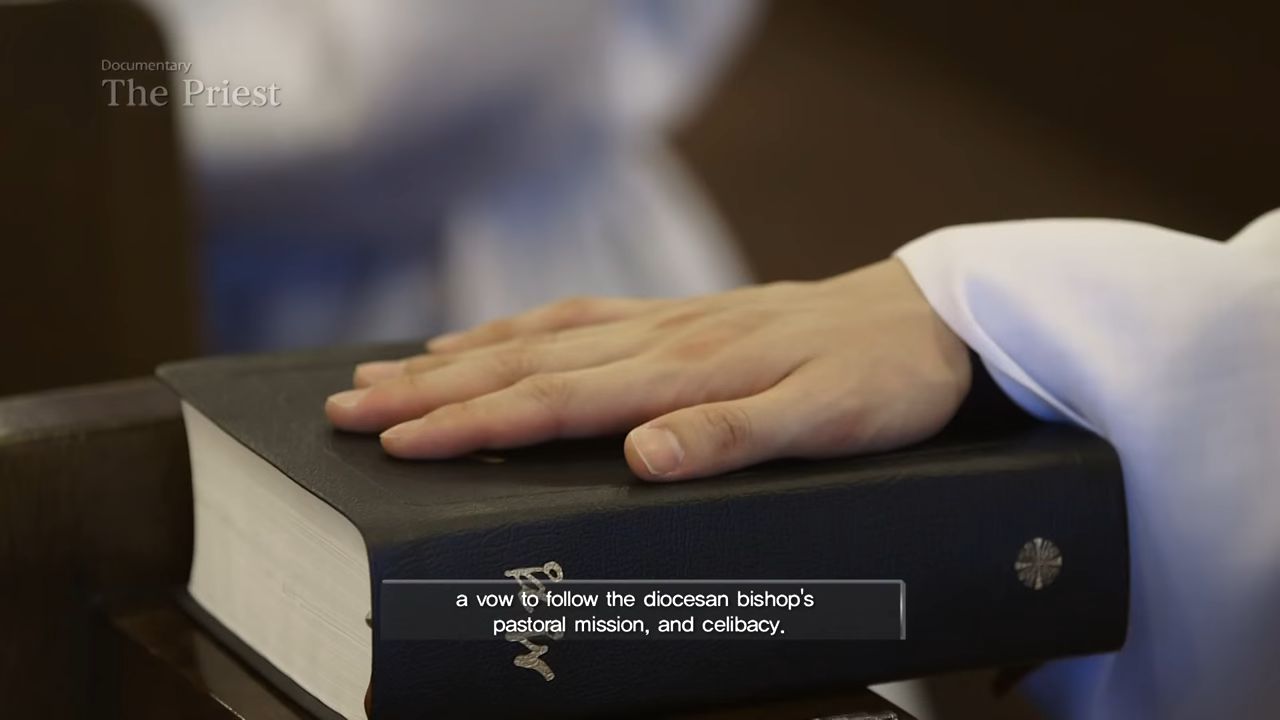 Documentary
The Priest
a vow to follow the diocesan bishop's
pastoral mission, and celibacy.